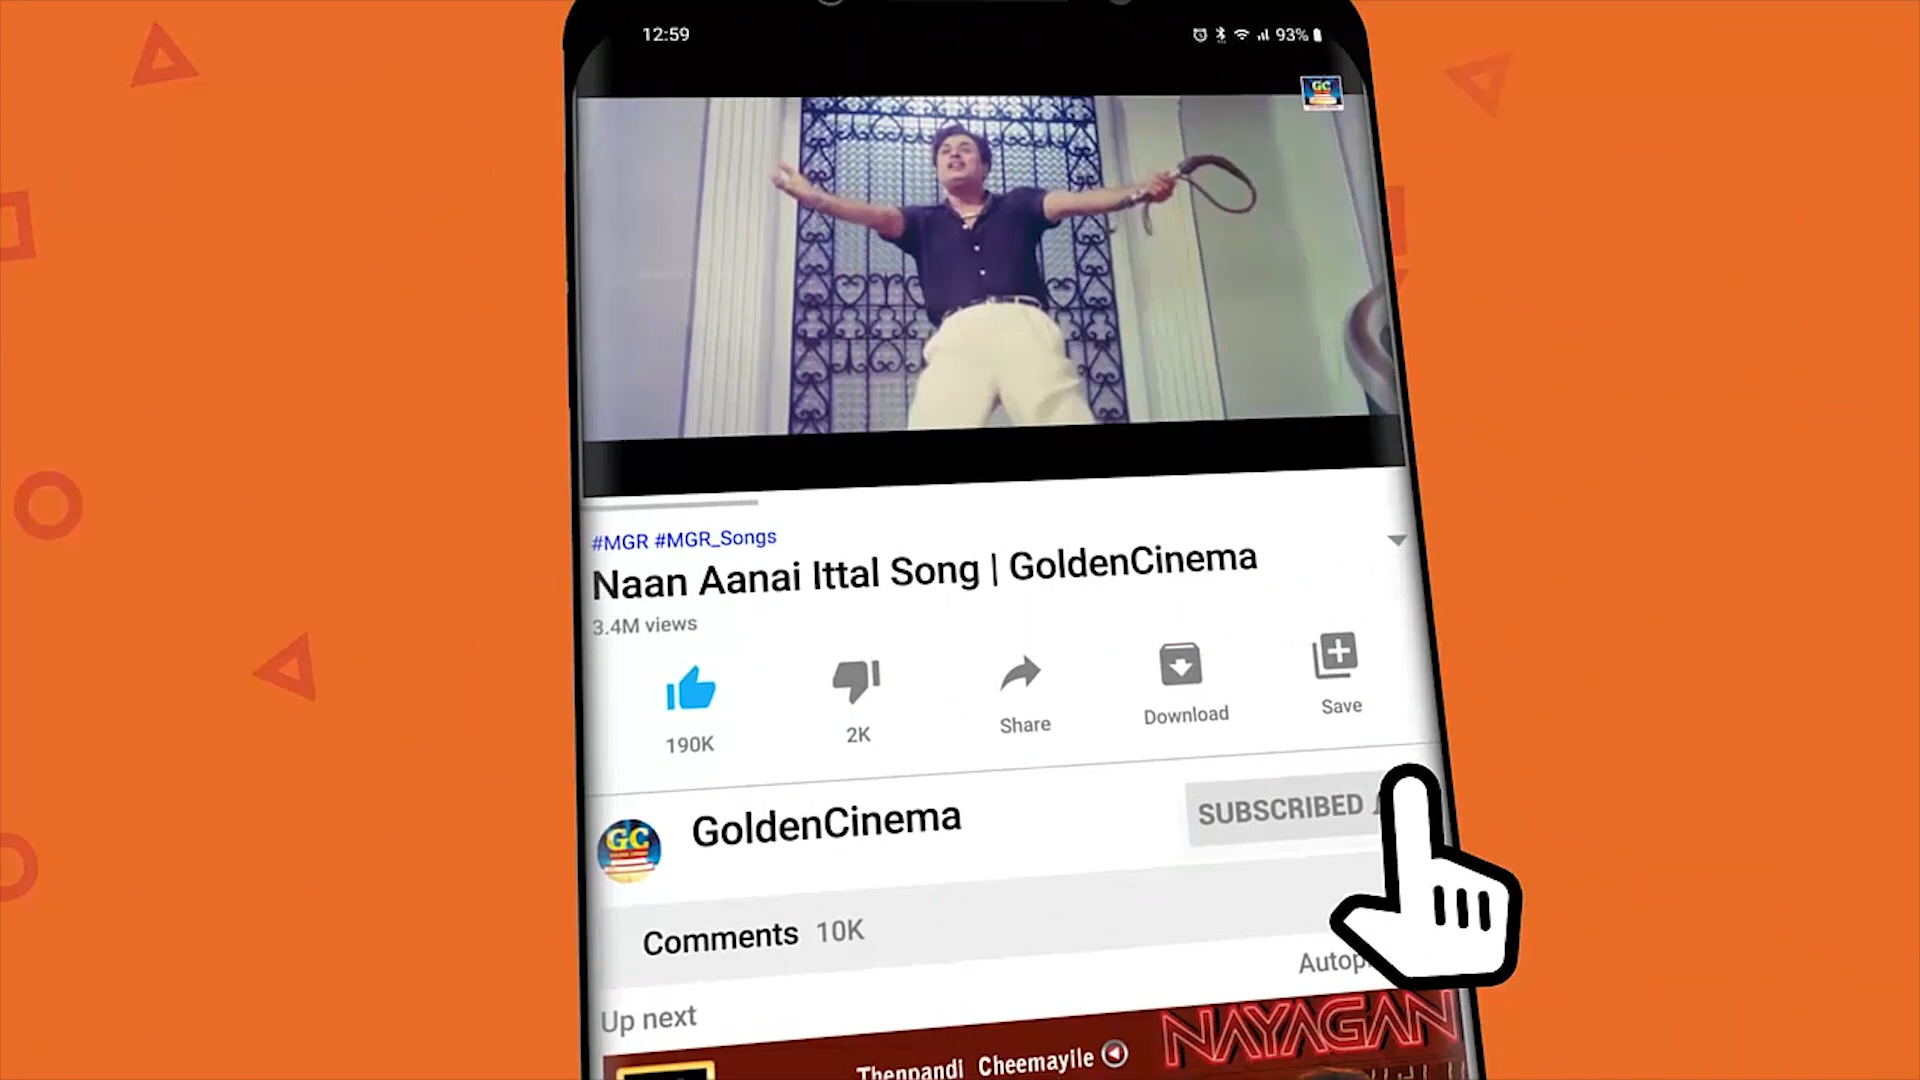 12:59
93%
GC
#MGR #MGR_Songs
Naan Aanai Ittal Song | GoldenCinema
3.4M views
190K
2K
Share
Download
Save
GC
GoldenCinema
SUBSCRIBED
Comments 10K
Up next
Thenpandi Cheemayile
NAYAGAN